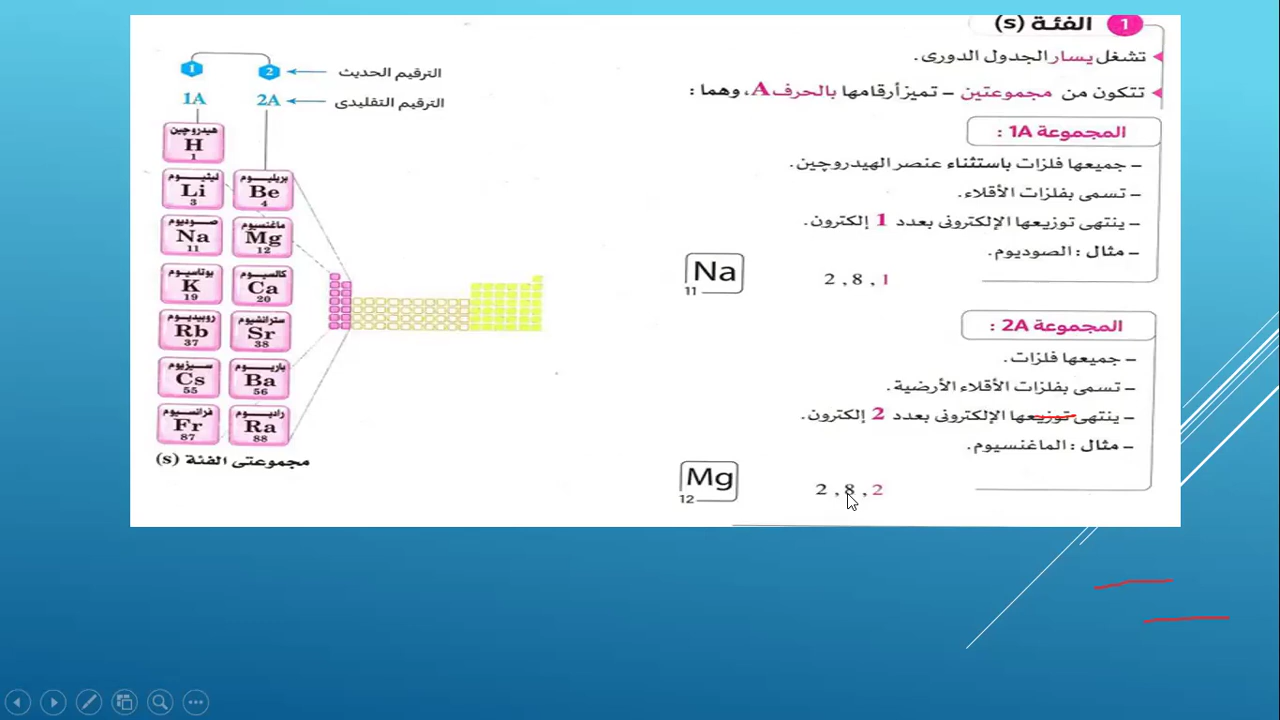 1 الفئة (s)
تشغل يسار الجدول الدورى.
تتكون من مجموعتين - تميز أرقامها بالحرف A، وهما :
المجموعة 1A :
- جميعها فلزات باستثناء عنصر الهيدروچين.
- تسمى بفلزات الأقلاء.
- ينتهى توزيعها الإلكترونى بعدد 1 إلكترون.
- مثال : الصوديوم.
Na
11
2 , 8 , 1
المجموعة 2A :
- جميعها فلزات.
- تسمى بفلزات الأقلاء الأرضية.
- ينتهى توزيعها الإلكترونى بعدد 2 إلكترون.
- مثال : الماغنسيوم.
Mg
12
2 , 8 , 2
1 2 الترقيم الحديث
1A 2A الترقيم التقليدى
هيدروچين
H
1
ليثيوم بريليوم
Li Be
3 4
صوديوم ماغنسيوم
Na Mg
11 12
بوتاسيوم كالسيوم
K Ca
19 20
روبيديوم سترانشيوم
Rb Sr
37 38
سيزيوم باريوم
Cs Ba
55 56
فرانسيوم راديوم
Fr Ra
87 88
مجموعتى الفئة (s)